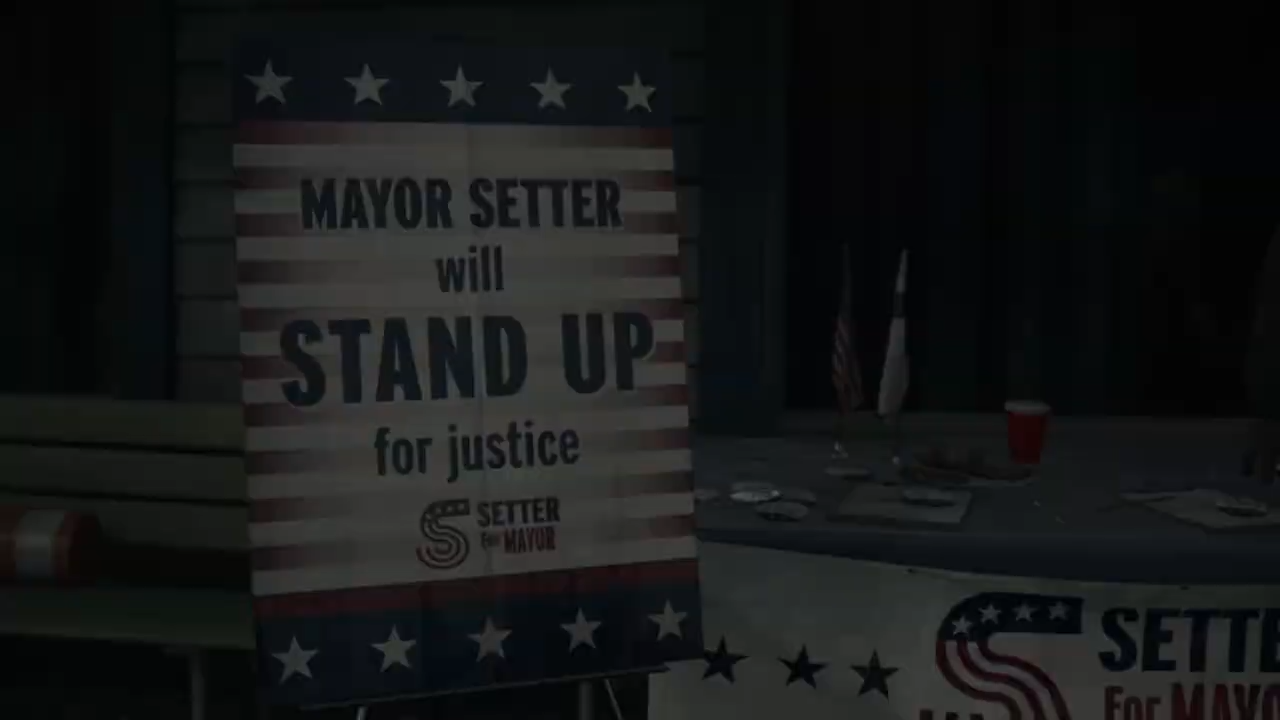 MAYOR SETTER
will
STAND UP
for justice
SETTER
For MAYOR
SETTE
For MAYO